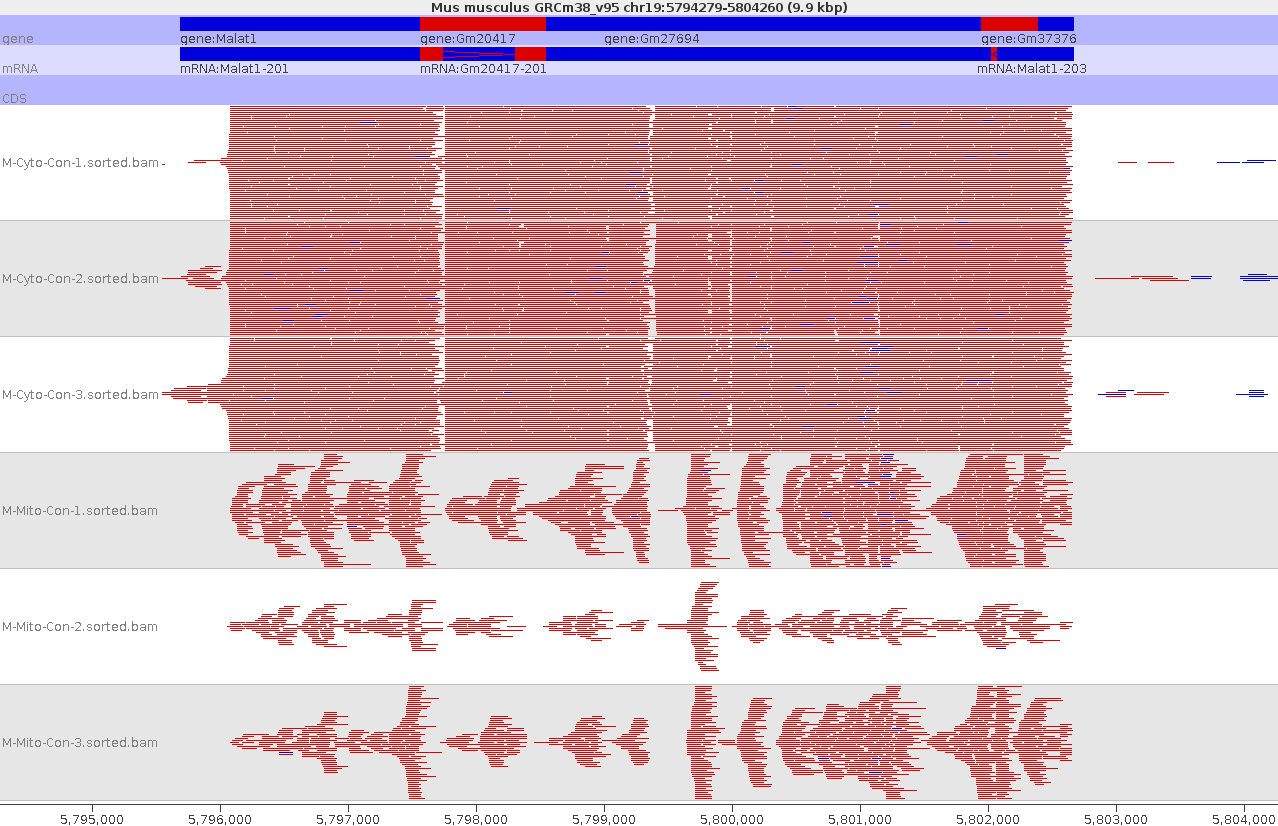 Mus musculus GRCm38_v95 chr19:5794279-5804260 (9.9 kbp)
gene
gene:Malat1 gene:Gm20417 gene:Gm27694 gene:Gm37376
mRNA
mRNA:Malat1-201 mRNA:Gm20417-201 mRNA:Malat1-203
CDS
M-Cyto-Con-1.sorted.bam
M-Cyto-Con-2.sorted.bam
M-Cyto-Con-3.sorted.bam
M-Mito-Con-1.sorted.bam
M-Mito-Con-2.sorted.bam
M-Mito-Con-3.sorted.bam
5,795,000 5,796,000 5,797,000 5,798,000 5,799,000 5,800,000 5,801,000 5,802,000 5,803,000 5,804,000